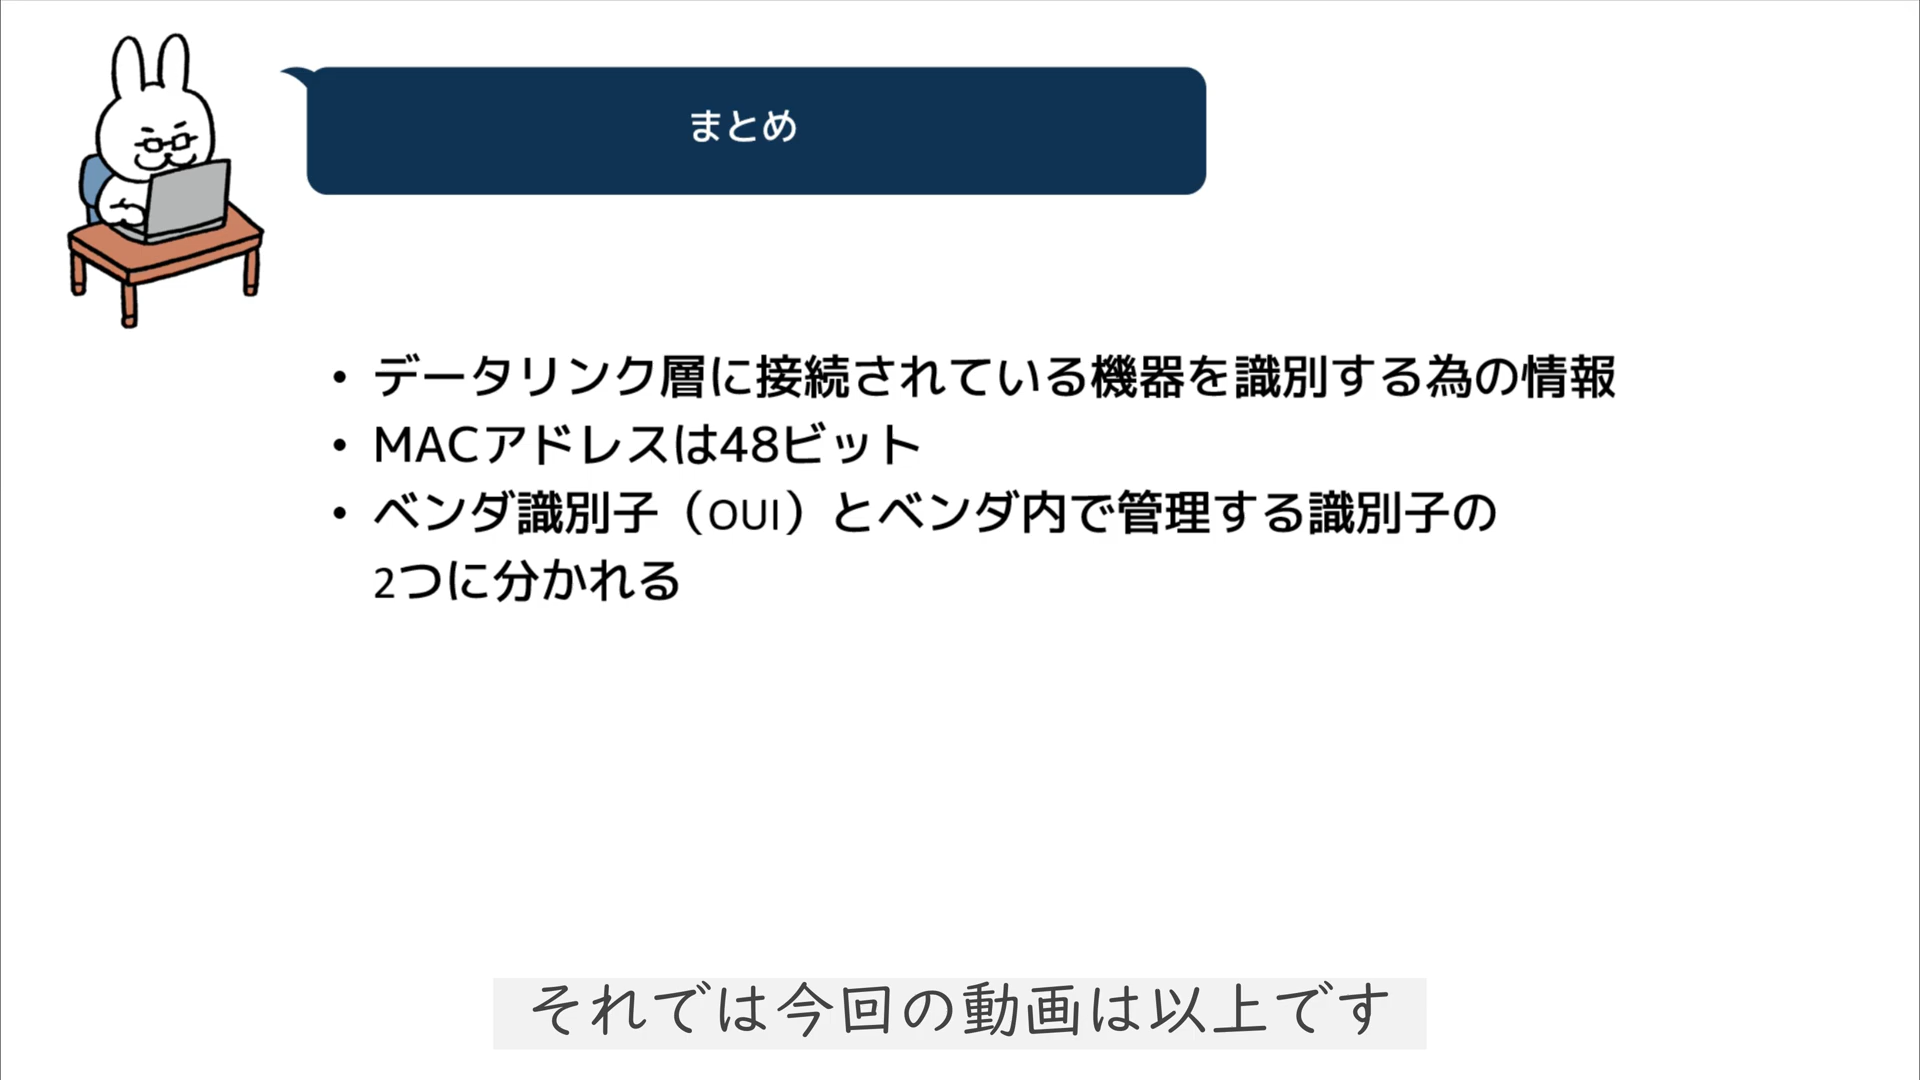 まとめ
• データリンク層に接続されている機器を識別する為の情報
• MACアドレスは48ビット
• ベンダ識別子（OUI）とベンダ内で管理する識別子の
2つに分かれる
それでは今回の動画は以上です